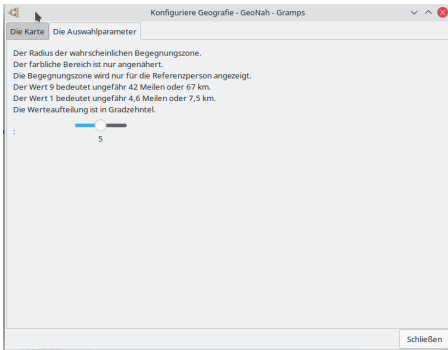 Konfiguriere Geografie - GeoNah - Gramps
Die Karte Die Auswahlparameter
Der Radius der wahrscheinlichen Begegnungszone.
Der farbliche Bereich ist nur angenähert.
Die Begegnungszone wird nur für die Referenzperson angezeigt.
Der Wert 9 bedeutet ungefähr 42 Meilen oder 67 km.
Der Wert 1 bedeutet ungefähr 4,6 Meilen oder 7,5 km.
Die Werteaufteilung ist in Gradzehntel.
:
5
Schließen